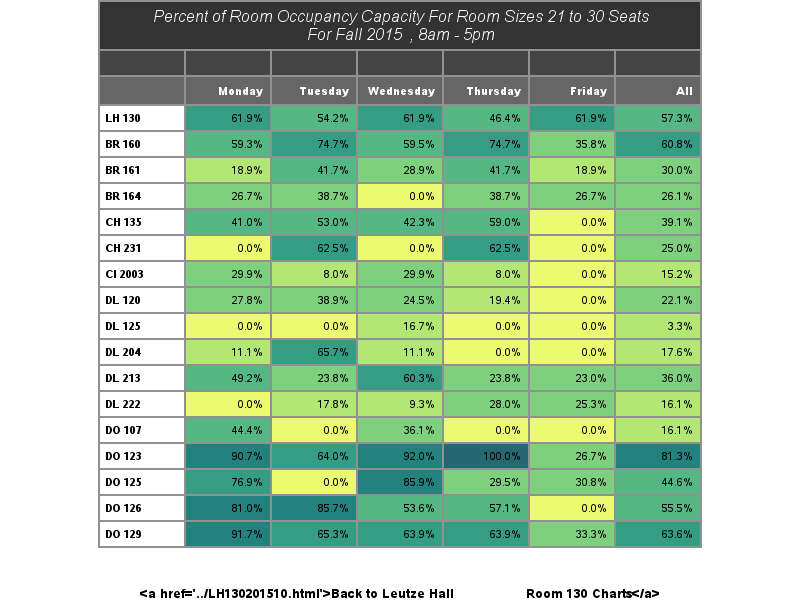 Percent of Room Occupancy Capacity For Room Sizes 21 to 30 Seats
For Fall 2015 , 8am - 5pm
Monday Tuesday Wednesday Thursday Friday All
LH 130 61.9% 54.2% 61.9% 46.4% 61.9% 57.3%
BR 160 59.3% 74.7% 59.5% 74.7% 35.8% 60.8%
BR 161 18.9% 41.7% 28.9% 41.7% 18.9% 30.0%
BR 164 26.7% 38.7% 0.0% 38.7% 26.7% 26.1%
CH 135 41.0% 53.0% 42.3% 59.0% 0.0% 39.1%
CH 231 0.0% 62.5% 0.0% 62.5% 0.0% 25.0%
CI 2003 29.9% 8.0% 29.9% 8.0% 0.0% 15.2%
DL 120 27.8% 38.9% 24.5% 19.4% 0.0% 22.1%
DL 125 0.0% 0.0% 16.7% 0.0% 0.0% 3.3%
DL 204 11.1% 65.7% 11.1% 0.0% 0.0% 17.6%
DL 213 49.2% 23.8% 60.3% 23.8% 23.0% 36.0%
DL 222 0.0% 17.8% 9.3% 28.0% 25.3% 16.1%
DO 107 44.4% 0.0% 36.1% 0.0% 0.0% 16.1%
DO 123 90.7% 64.0% 92.0% 100.0% 26.7% 81.3%
DO 125 76.9% 0.0% 85.9% 29.5% 30.8% 44.6%
DO 126 81.0% 85.7% 53.6% 57.1% 0.0% 55.5%
DO 129 91.7% 65.3% 63.9% 63.9% 33.3% 63.6%
<a href='../LH130201510.html'>Back to Leutze Hall Room 130 Charts</a>